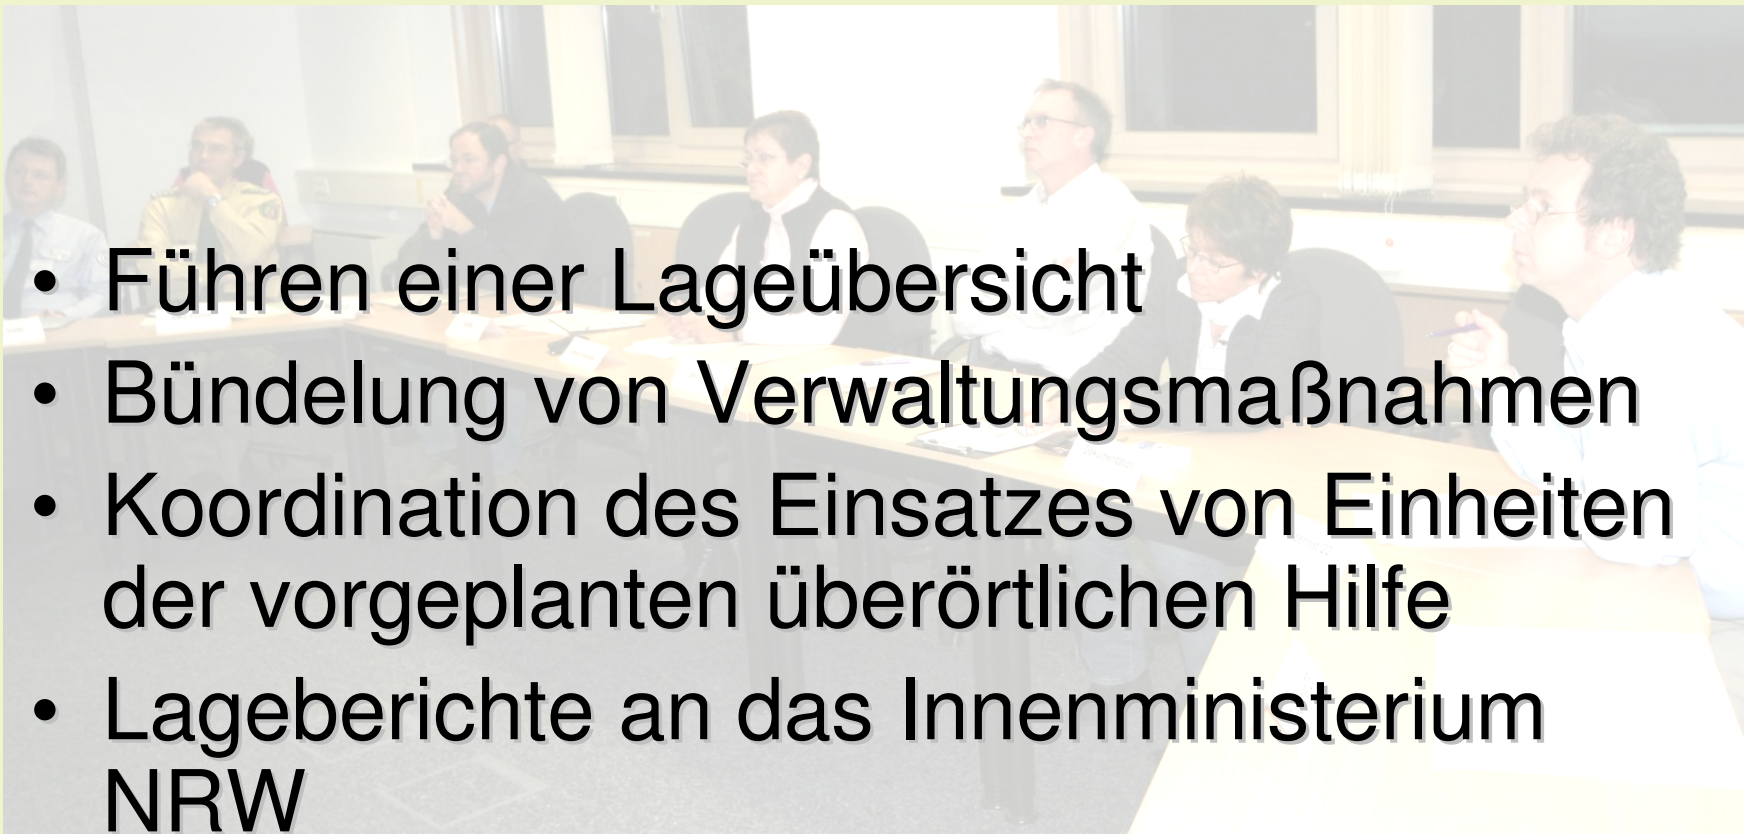 • Führen einer Lageübersicht
• Bündelung von Verwaltungsmaßnahmen
• Koordination des Einsatzes von Einheiten
der vorgeplanten überörtlichen Hilfe
• Lageberichte an das Innenministerium
NRW